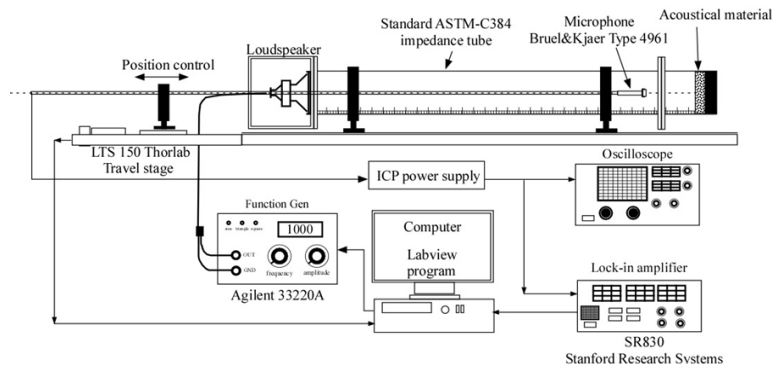 Standard ASTM-C384
impedance tube
Microphone
Bruel&Kjaer Type 4961
Acoustical material
Loudspeaker
Position control
LTS 150 Thorlab
Travel stage
ICP power supply
Oscilloscope
Function Gen
1000
OUT
GND
frequency
amplitude
Agilent 33220A
Computer
Labview
program
Lock-in amplifier
SR830
Stanford Research Systems